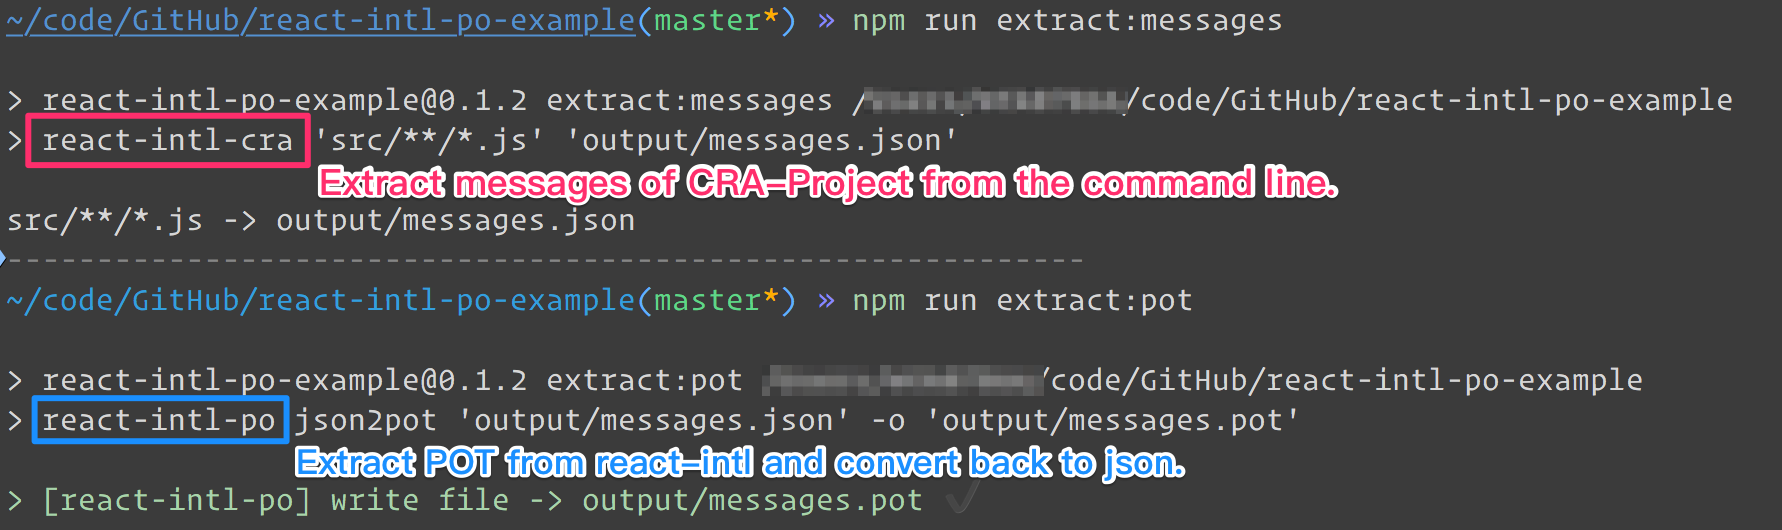 ~/code/GitHub/react-intl-po-example(master*) » npm run extract:messages
> react-intl-po-example@0.1.2 extract:messages /code/GitHub/react-intl-po-example
> react-intl-cra 'src/**/*.js' 'output/messages.json'
Extract messages of CRA-Project from the command line.
src/**/*.js -> output/messages.json
------------------------------------------------------------
~/code/GitHub/react-intl-po-example(master*) » npm run extract:pot
> react-intl-po-example@0.1.2 extract:pot /code/GitHub/react-intl-po-example
> react-intl-po json2pot 'output/messages.json' -o 'output/messages.pot'
Extract POT from react-intl and convert back to json.
> [react-intl-po] write file -> output/messages.pot ✓